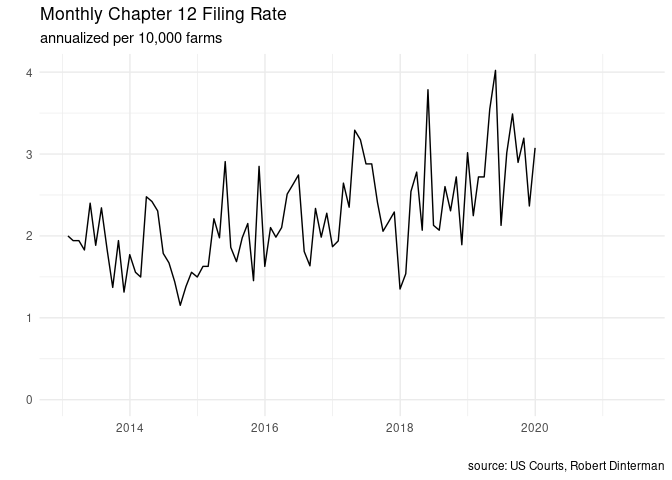 Monthly Chapter 12 Filing Rate
annualized per 10,000 farms
4
3
2
1
0
2014 2016 2018 2020
source: US Courts, Robert Dinterman